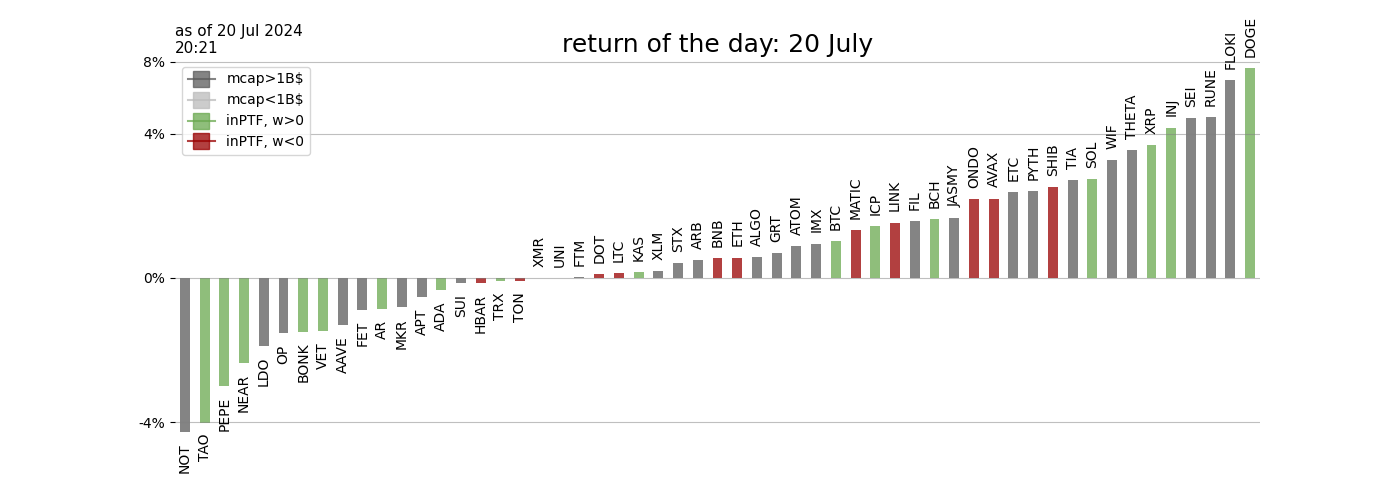 as of 20 Jul 2024
20:21
return of the day: 20 July
8%
4%
0%
-4%
mcap>1B$
mcap<1B$
inPTF, w>0
inPTF, w<0
NOT
TAO
PEPE
NEAR
LDO
OP
BONK
VET
AAVE
FET
AR
MKR
APT
ADA
SUI
HBAR
TRX
TON
XMR
UNI
FTM
DOT
LTC
KAS
XLM
STX
ARB
BNB
ETH
ALGO
GRT
ATOM
IMX
BTC
MATIC
ICP
LINK
FIL
BCH
JASMY
ONDO
AVAX
ETC
PYTH
SHIB
TIA
SOL
WIF
THETA
XRP
INJ
SEI
RUNE
FLOKI
DOGE